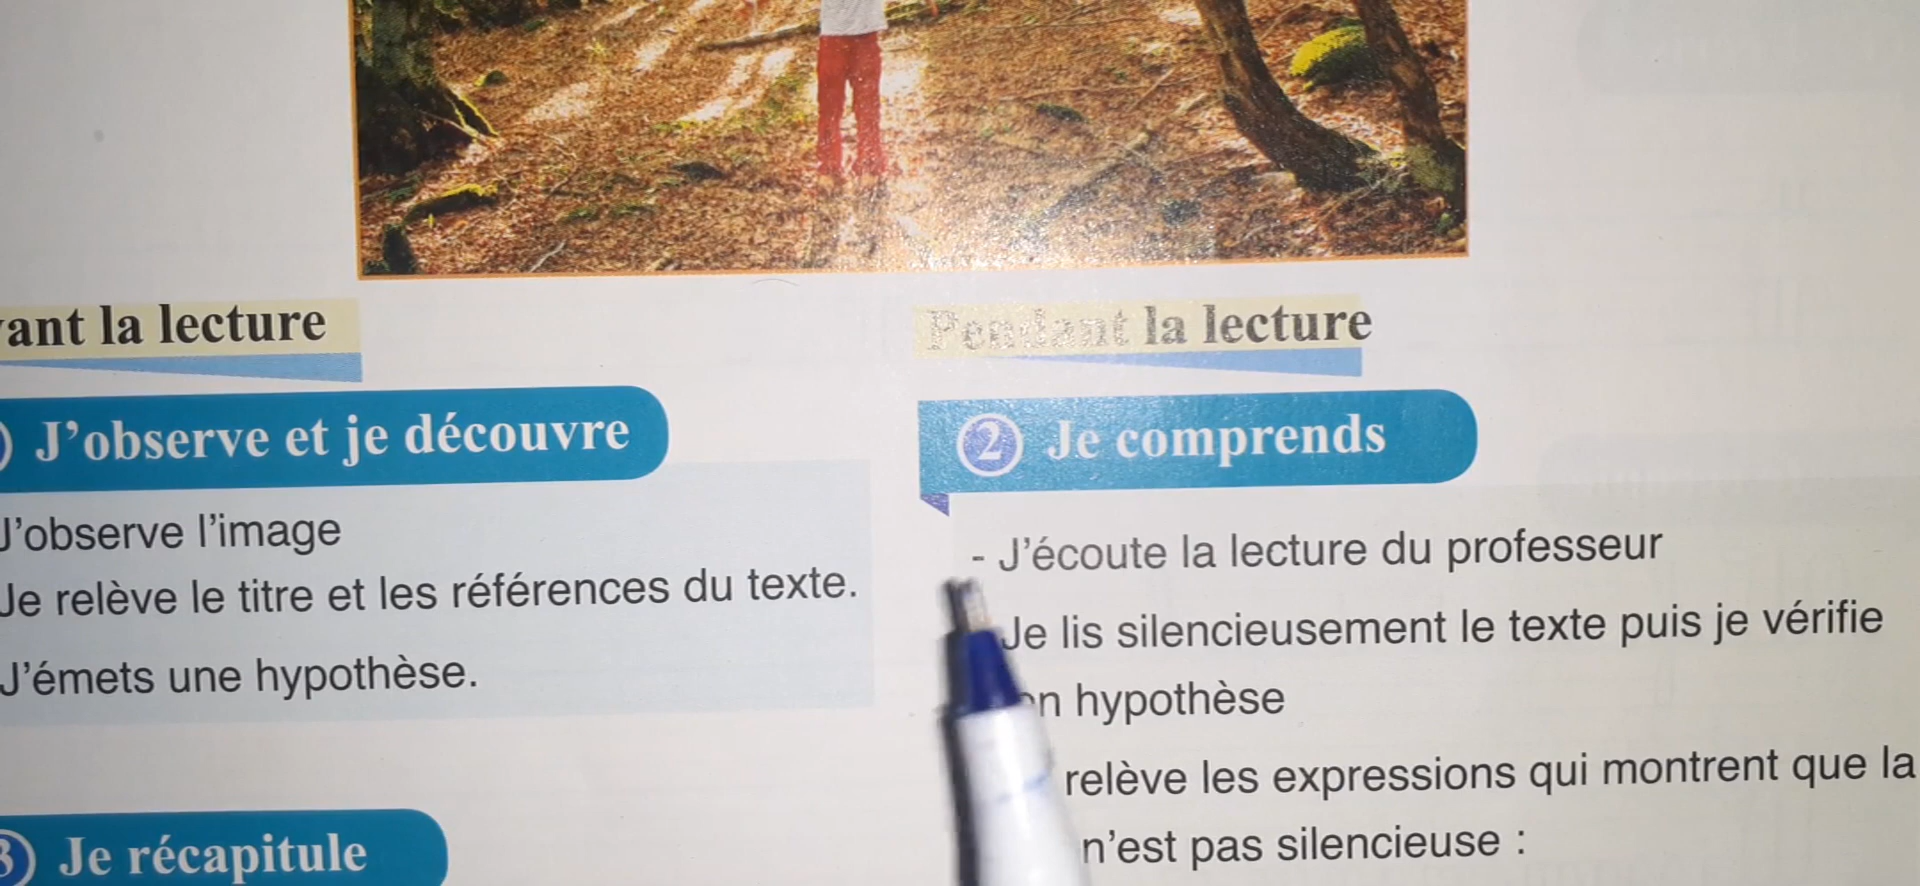 ant la lecture
J'observe et je découvre
J'observe l'image
Je relève le titre et les références du texte.
J'émets une hypothèse.
3 Je récapitule
Pendant la lecture
2 Je comprends
- J'écoute la lecture du professeur
Je lis silencieusement le texte puis je vérifie
hypothèse
relève les expressions qui montrent que la
n'est pas silencieuse :